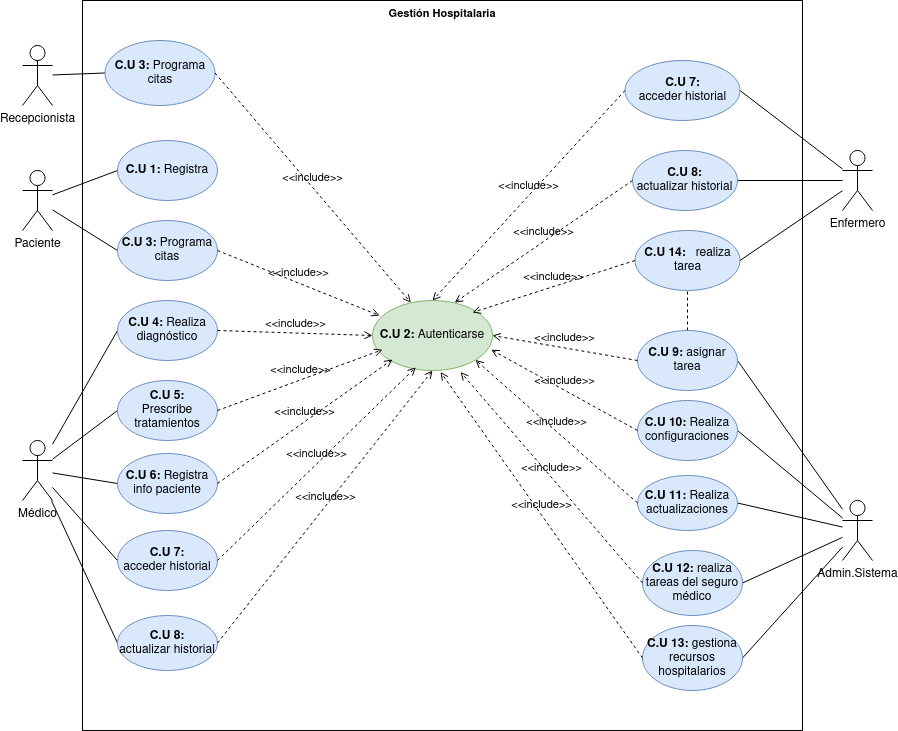 Gestión Hospitalaria
C.U 3: Programa
citas
Recepcionista
C.U 1: Registra
Paciente
C.U 3: Programa
citas
C.U 4: Realiza
diagnóstico
C.U 5:
Prescribe
tratamientos
C.U 6: Registra
info paciente
Médico
C.U 7:
acceder historial
C.U 8:
actualizar historial
<<include>>
<<include>>
<<include>>
<<include>>
<<include>>
<<include>>
<<include>>
C.U 2: Autenticarse
<<include>>
<<include>>
<<include>>
<<include>>
<<include>>
<<include>>
<<include>>
<<include>>
C.U 7:
acceder historial
C.U 8:
actualizar historial
Enfermero
C.U 14: realiza
tarea
C.U 9: asignar
tarea
C.U 10: Realiza
configuraciones
C.U 11: Realiza
actualizaciones
C.U 12: realiza
tareas del seguro
médico
Admin.Sistema
C.U 13: gestiona
recursos
hospitalarios